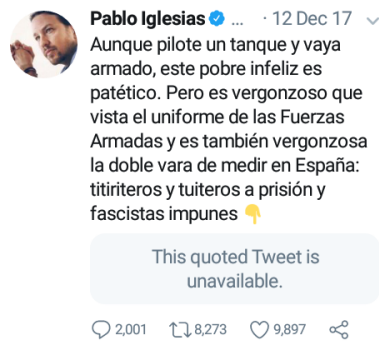 Pablo Iglesias ... · 12 Dec 17
Aunque pilote un tanque y vaya
armado, este pobre infeliz es
patético. Pero es vergonzoso que
vista el uniforme de las Fuerzas
Armadas y es también vergonzosa
la doble vara de medir en España:
titiriteros y tuiteros a prisión y
fascistas impunes 👇
This quoted Tweet is
unavailable.
2,001 8,273 9,897